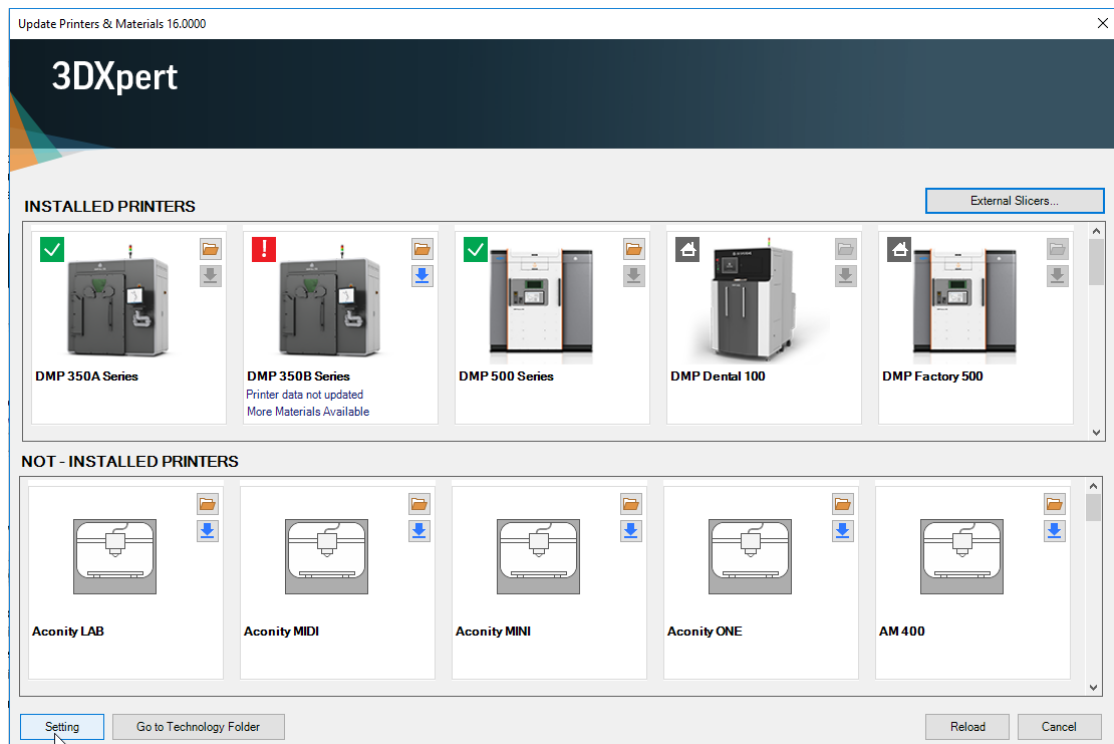 Update Printers & Materials 16.0000
3DXpert
External Slicers...
INSTALLED PRINTERS
DMP 350A Series
DMP 350B Series
Printer data not updated
More Materials Available
DMP 500 Series
DMP Dental 100
DMP Factory 500
NOT - INSTALLED PRINTERS
Aconity LAB
Aconity MIDI
Aconity MINI
Aconity ONE
AM 400
Setting
Go to Technology Folder
Reload
Cancel